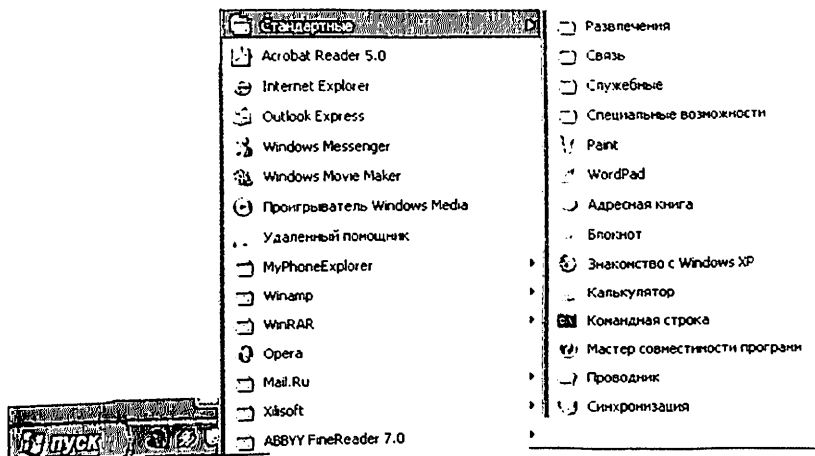 Стандартные
Acrobat Reader 5.0
Internet Explorer
Outlook Express
Windows Messenger
Windows Movie Maker
Проигрыватель Windows Media
Удаленный помощник
MyPhoneExplorer
Winamp
WinRAR
Opera
Mail.Ru
Xilisoft
ABBYY FineReader 7.0
Развлечения
Связь
Служебные
Специальные возможности
Paint
WordPad
Адресная книга
Блокнот
Знакомство с Windows XP
Калькулятор
Командная строка
Мастер совместимости программ
Проводник
Синхронизация
пуск